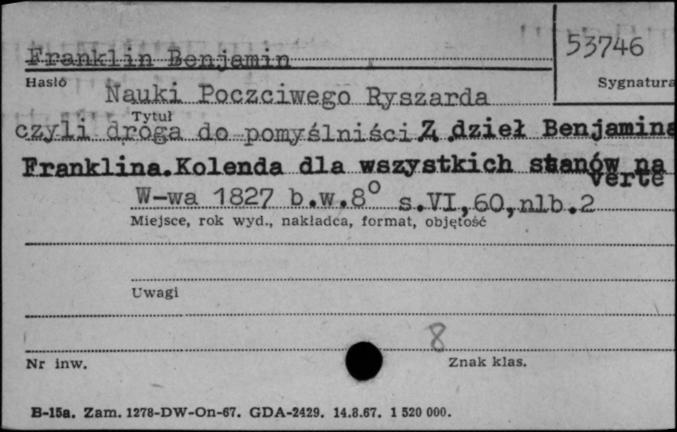 Franklin Benjamin
53746
Hasło
Sygnatura
Nauki Poczciwego Ryszarda
Tytuł
czyli droga do pomyślniści Z dzieł Benjamina
Franklina.Kolenda dla wszystkich stanów na
verte
W-wa 1827 b.w.8° s.VI,60,nlb.2
Miejsce, rok wyd., nakładca, format, objętość
Uwagi
8
Nr inw.
Znak klas.
B-15a. Zam. 1278-DW-On-67. GDA-2429. 14.8.67. 1 520 000.